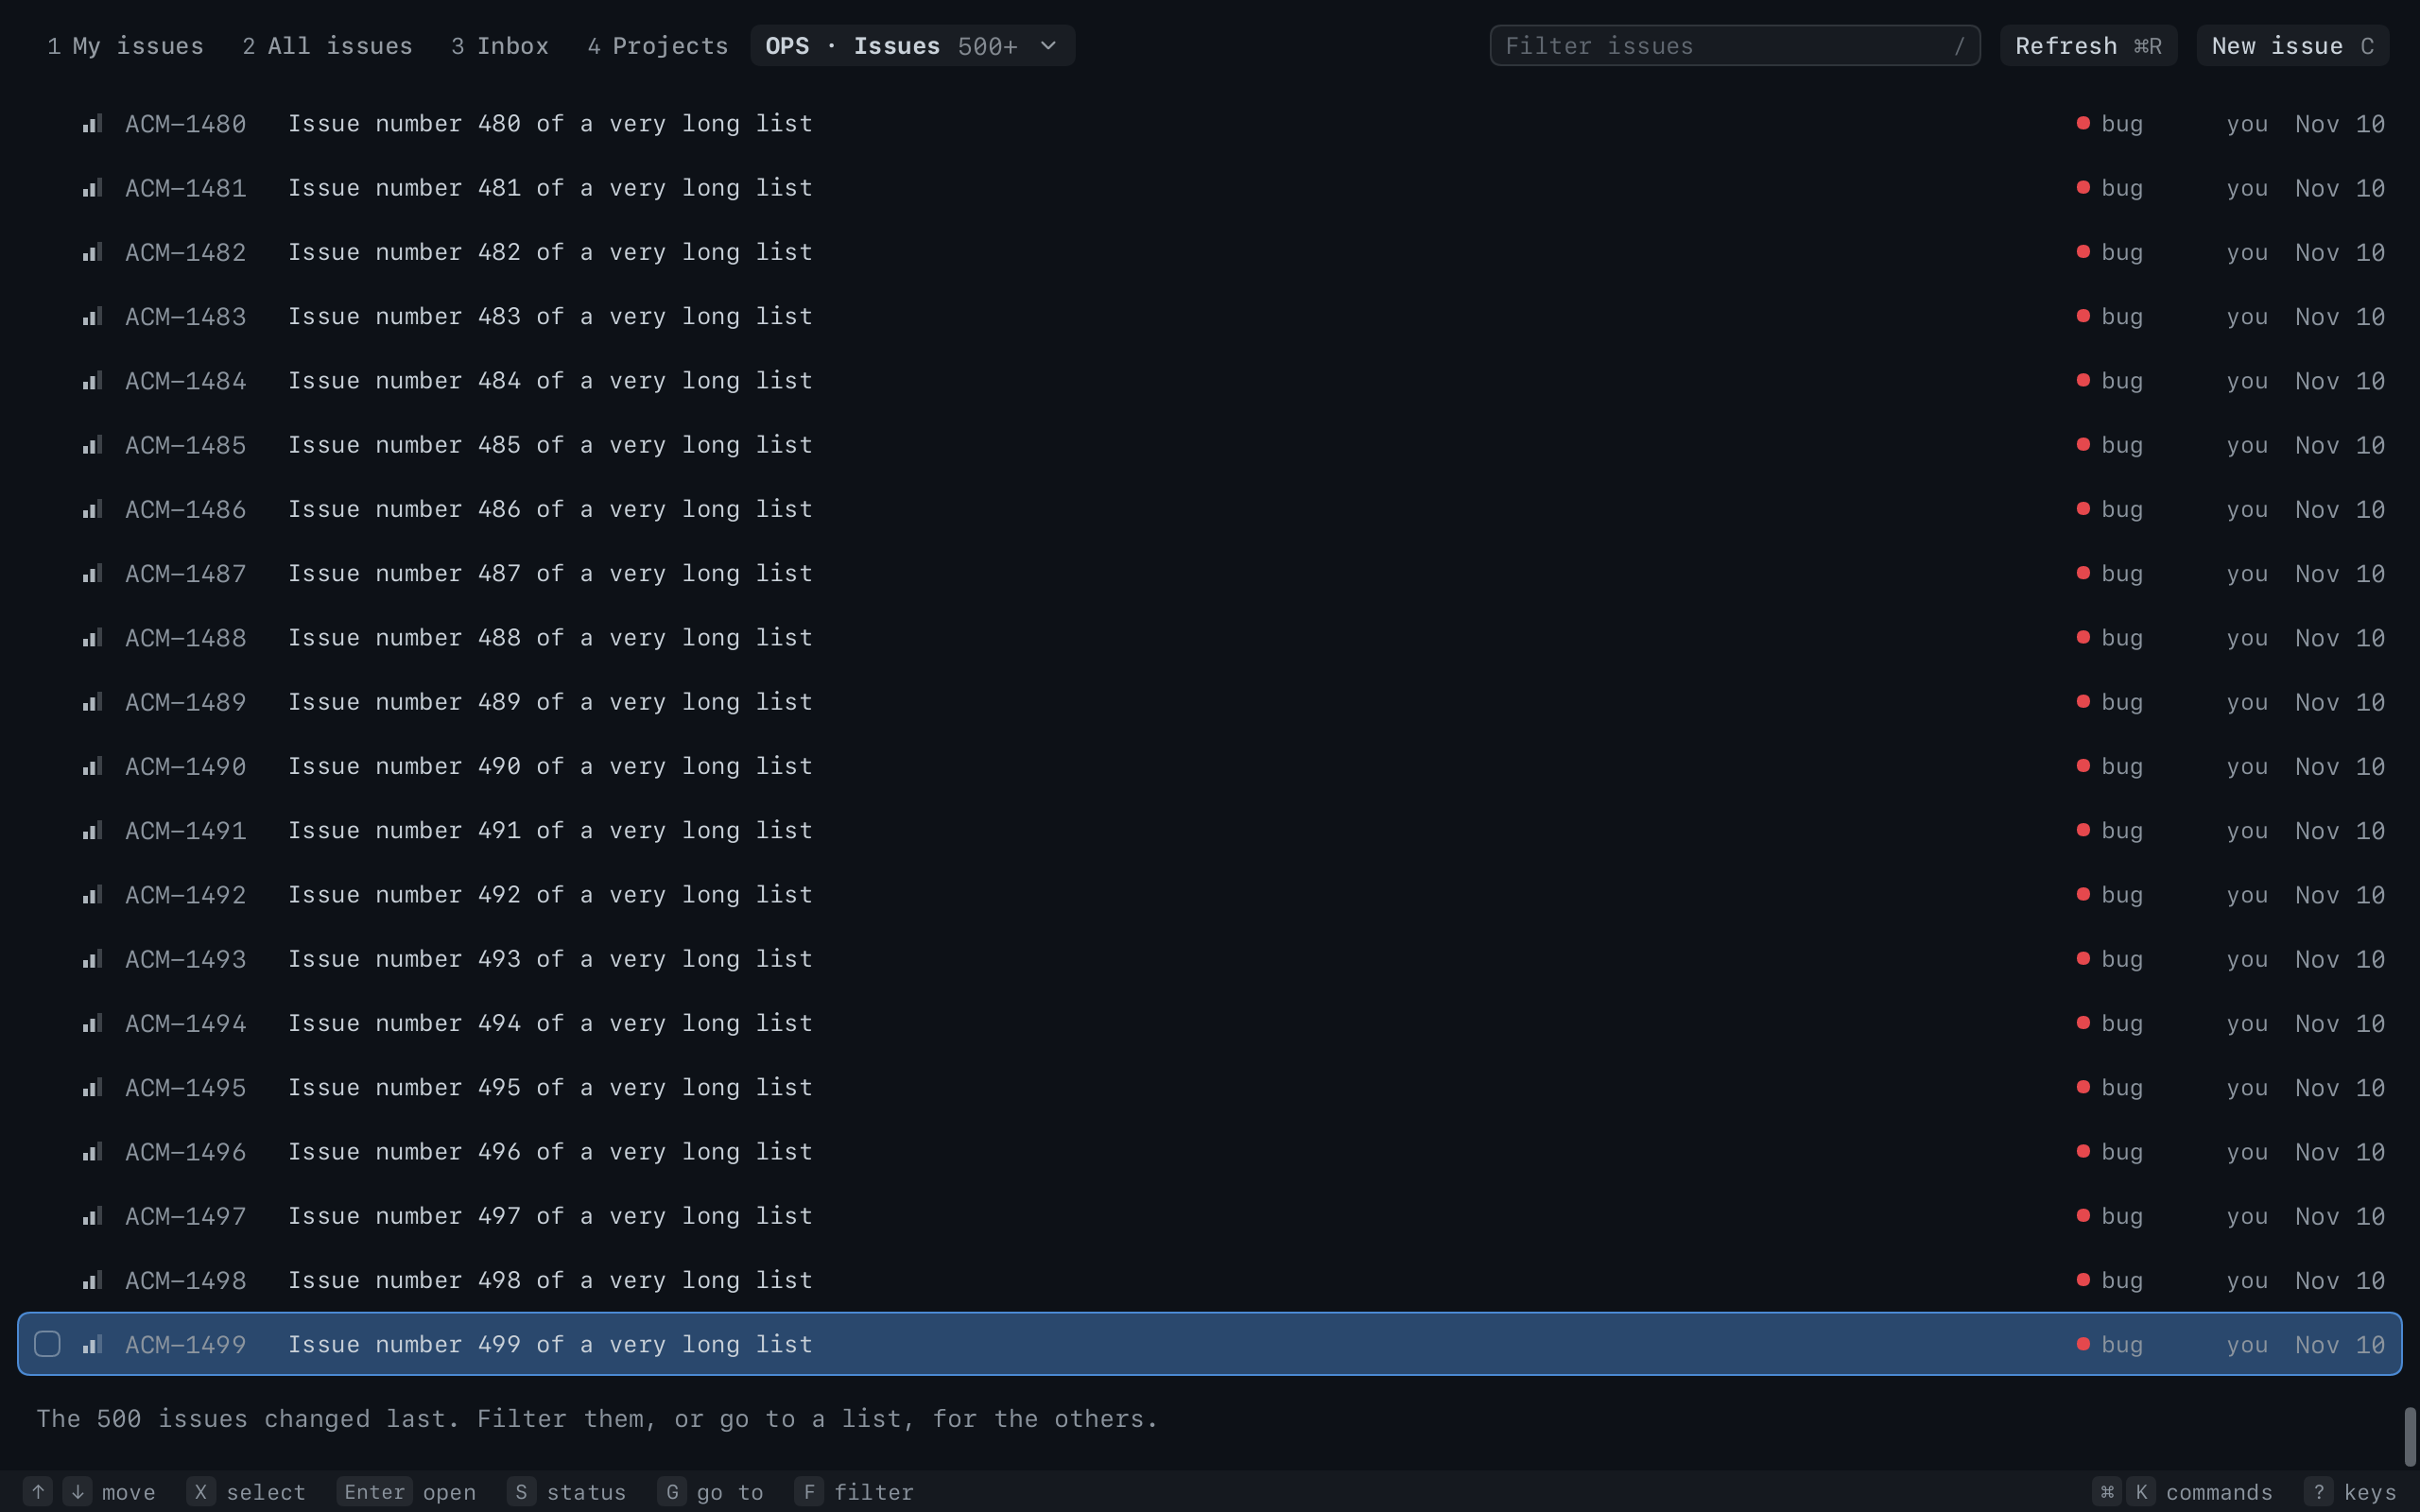 1 My issues 2 All issues 3 Inbox 4 Projects OPS · Issues 500+ Filter issues / Refresh ⌘R New issue C
ACM-1480 Issue number 480 of a very long list bug you Nov 10
ACM-1481 Issue number 481 of a very long list bug you Nov 10
ACM-1482 Issue number 482 of a very long list bug you Nov 10
ACM-1483 Issue number 483 of a very long list bug you Nov 10
ACM-1484 Issue number 484 of a very long list bug you Nov 10
ACM-1485 Issue number 485 of a very long list bug you Nov 10
ACM-1486 Issue number 486 of a very long list bug you Nov 10
ACM-1487 Issue number 487 of a very long list bug you Nov 10
ACM-1488 Issue number 488 of a very long list bug you Nov 10
ACM-1489 Issue number 489 of a very long list bug you Nov 10
ACM-1490 Issue number 490 of a very long list bug you Nov 10
ACM-1491 Issue number 491 of a very long list bug you Nov 10
ACM-1492 Issue number 492 of a very long list bug you Nov 10
ACM-1493 Issue number 493 of a very long list bug you Nov 10
ACM-1494 Issue number 494 of a very long list bug you Nov 10
ACM-1495 Issue number 495 of a very long list bug you Nov 10
ACM-1496 Issue number 496 of a very long list bug you Nov 10
ACM-1497 Issue number 497 of a very long list bug you Nov 10
ACM-1498 Issue number 498 of a very long list bug you Nov 10
ACM-1499 Issue number 499 of a very long list bug you Nov 10
The 500 issues changed last. Filter them, or go to a list, for the others.
↑ ↓ move X select Enter open S status G go to F filter ⌘ K commands ? keys